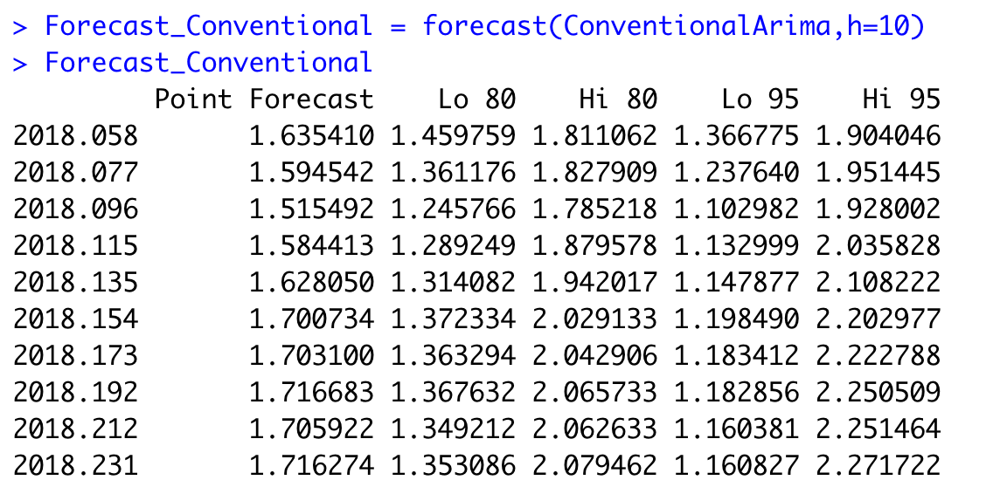 > Forecast_Conventional = forecast(ConventionalArima,h=10)
> Forecast_Conventional
         Point Forecast    Lo 80    Hi 80    Lo 95    Hi 95
2018.058       1.635410 1.459759 1.811062 1.366775 1.904046
2018.077       1.594542 1.361176 1.827909 1.237640 1.951445
2018.096       1.515492 1.245766 1.785218 1.102982 1.928002
2018.115       1.584413 1.289249 1.879578 1.132999 2.035828
2018.135       1.628050 1.314082 1.942017 1.147877 2.108222
2018.154       1.700734 1.372334 2.029133 1.198490 2.202977
2018.173       1.703100 1.363294 2.042906 1.183412 2.222788
2018.192       1.716683 1.367632 2.065733 1.182856 2.250509
2018.212       1.705922 1.349212 2.062633 1.160381 2.251464
2018.231       1.716274 1.353086 2.079462 1.160827 2.271722